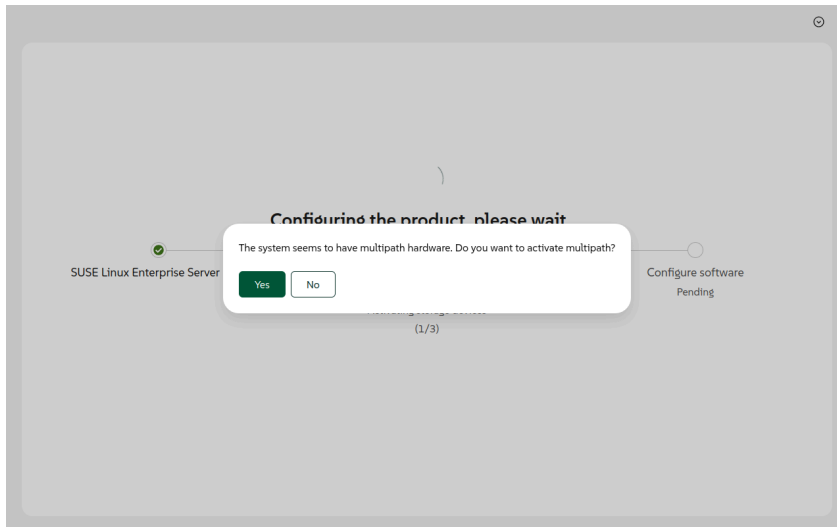 Configuring the product, please wait
The system seems to have multipath hardware. Do you want to activate multipath?
SUSE Linux Enterprise Server
Yes
No
Configure software
Pending
(1/3)